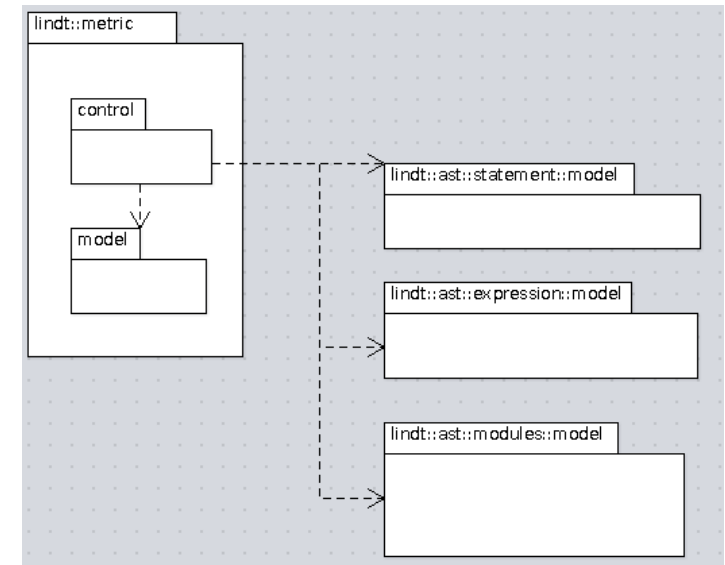 lindt::metric
control
model
lindt::ast::statement::model
lindt::ast::expression::model
lindt::ast::modules::model